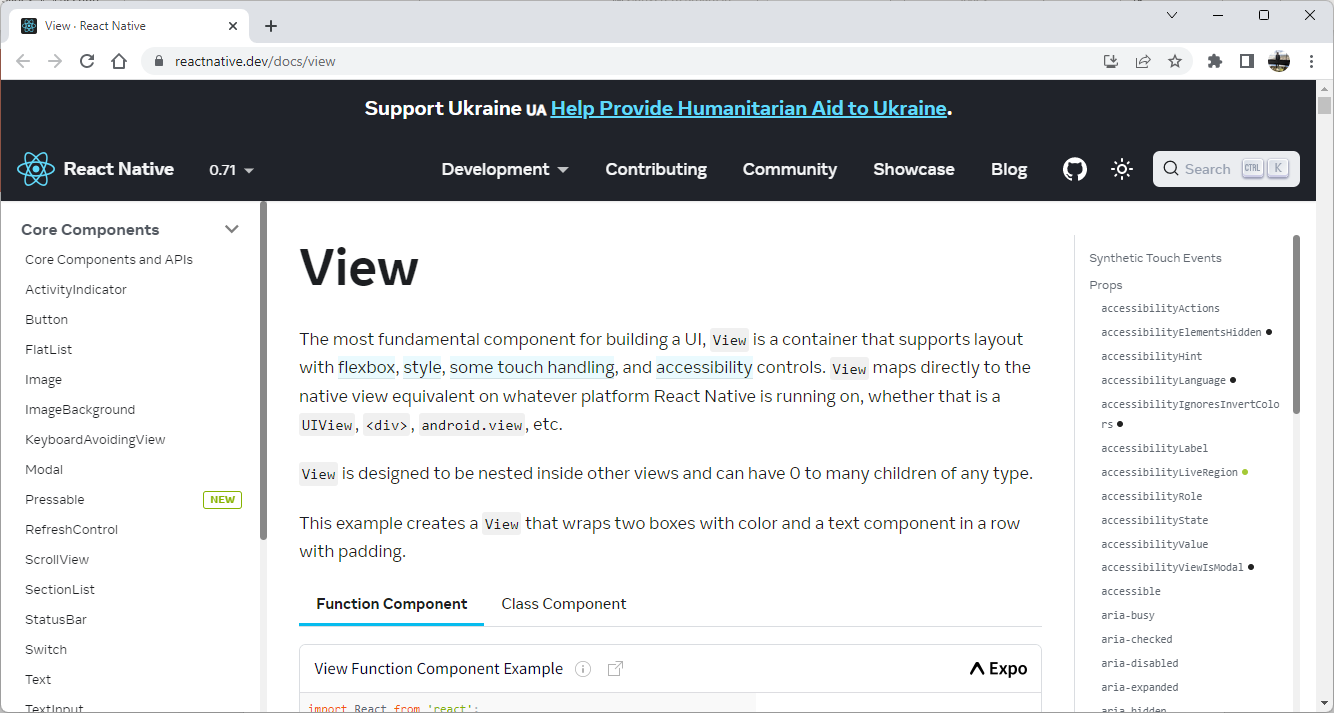 View · React Native
reactnative.dev/docs/view
Support Ukraine UA Help Provide Humanitarian Aid to Ukraine.
React Native
0.71
Development
Contributing
Community
Showcase
Blog
Search
CTRL
K
Core Components
Core Components and APIs
ActivityIndicator
Button
FlatList
Image
ImageBackground
KeyboardAvoidingView
Modal
Pressable
NEW
RefreshControl
ScrollView
SectionList
StatusBar
Switch
Text
TextInput
View
The most fundamental component for building a UI, View is a container that supports layout
with flexbox, style, some touch handling, and accessibility controls. View maps directly to the
native view equivalent on whatever platform React Native is running on, whether that is a
UIView, <div>, android.view, etc.
View is designed to be nested inside other views and can have 0 to many children of any type.
This example creates a View that wraps two boxes with color and a text component in a row
with padding.
Function Component
Class Component
View Function Component Example
Expo
import React from 'react';
Synthetic Touch Events
Props
accessibilityActions
accessibilityElementsHidden
accessibilityHint
accessibilityLanguage
accessibilityIgnoresInvertColo
rs
accessibilityLabel
accessibilityLiveRegion
accessibilityRole
accessibilityState
accessibilityValue
accessibilityViewIsModal
accessible
aria-busy
aria-checked
aria-disabled
aria-expanded
aria-hidden